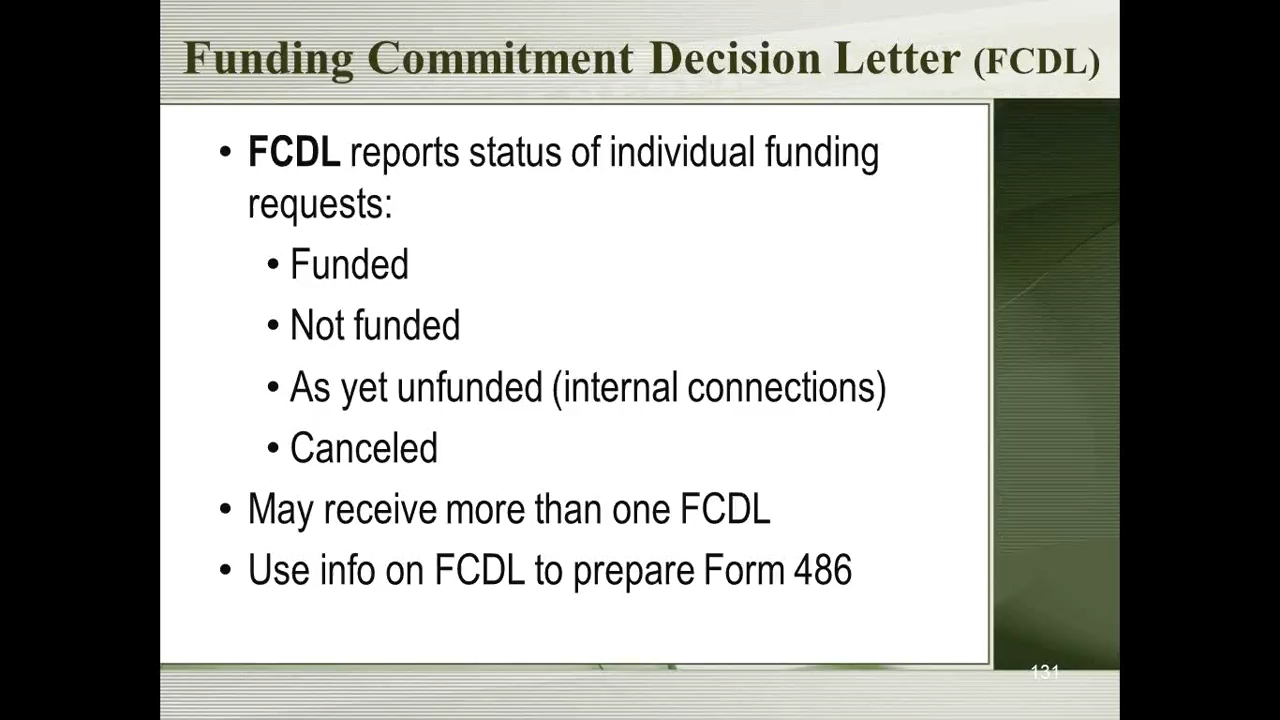 Funding Commitment Decision Letter (FCDL)
• FCDL reports status of individual funding
requests:
• Funded
• Not funded
• As yet unfunded (internal connections)
• Canceled
• May receive more than one FCDL
• Use info on FCDL to prepare Form 486
131